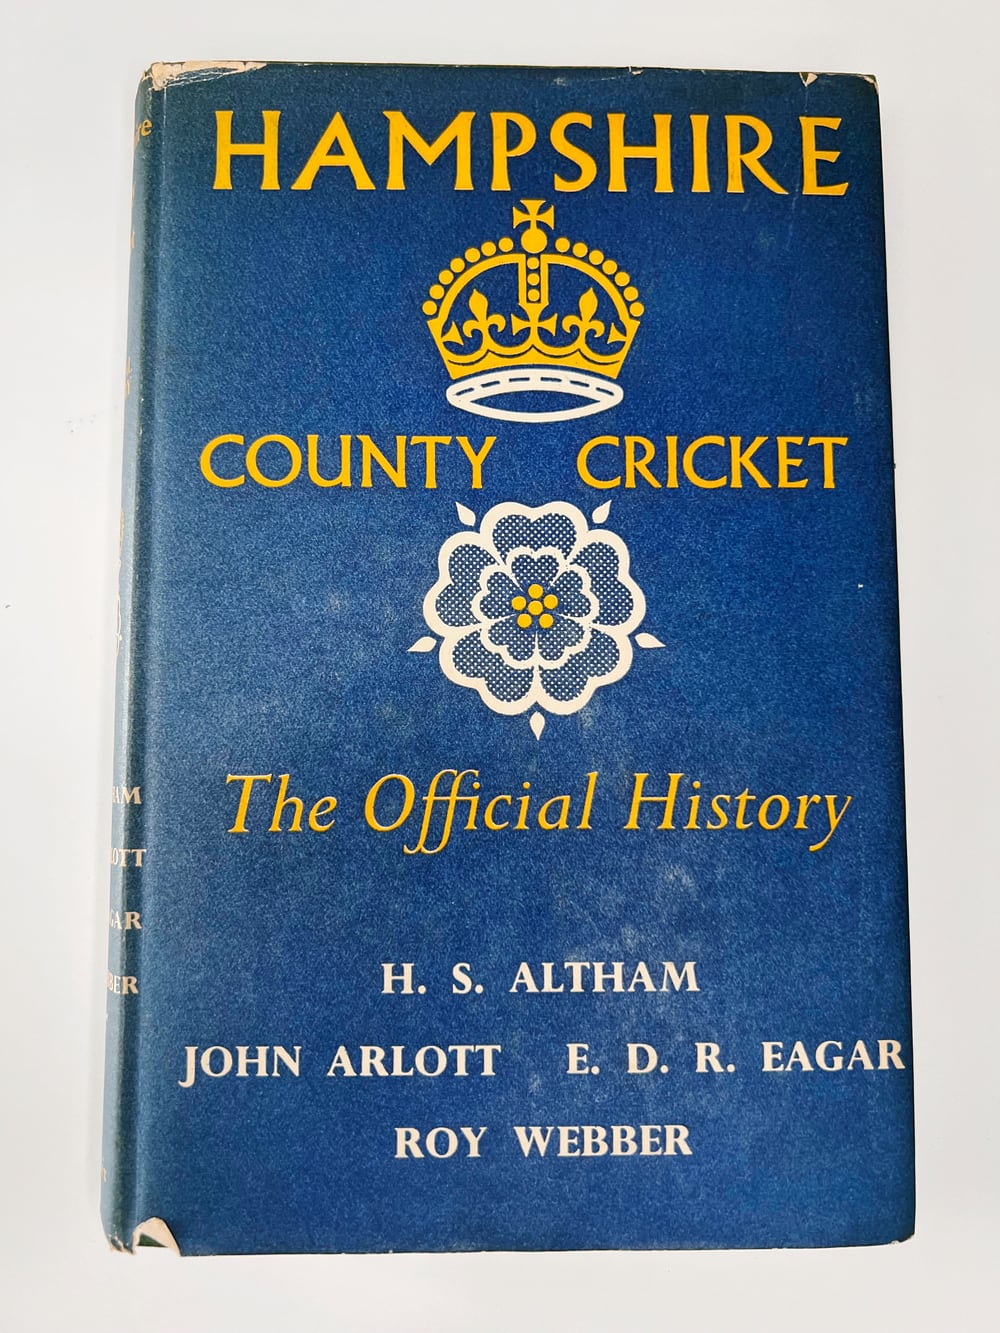 HAMPSHIRE
COUNTY CRICKET
The Official History
H. S. ALTHAM
JOHN ARLOTT E. D. R. EAGAR
ROY WEBBER